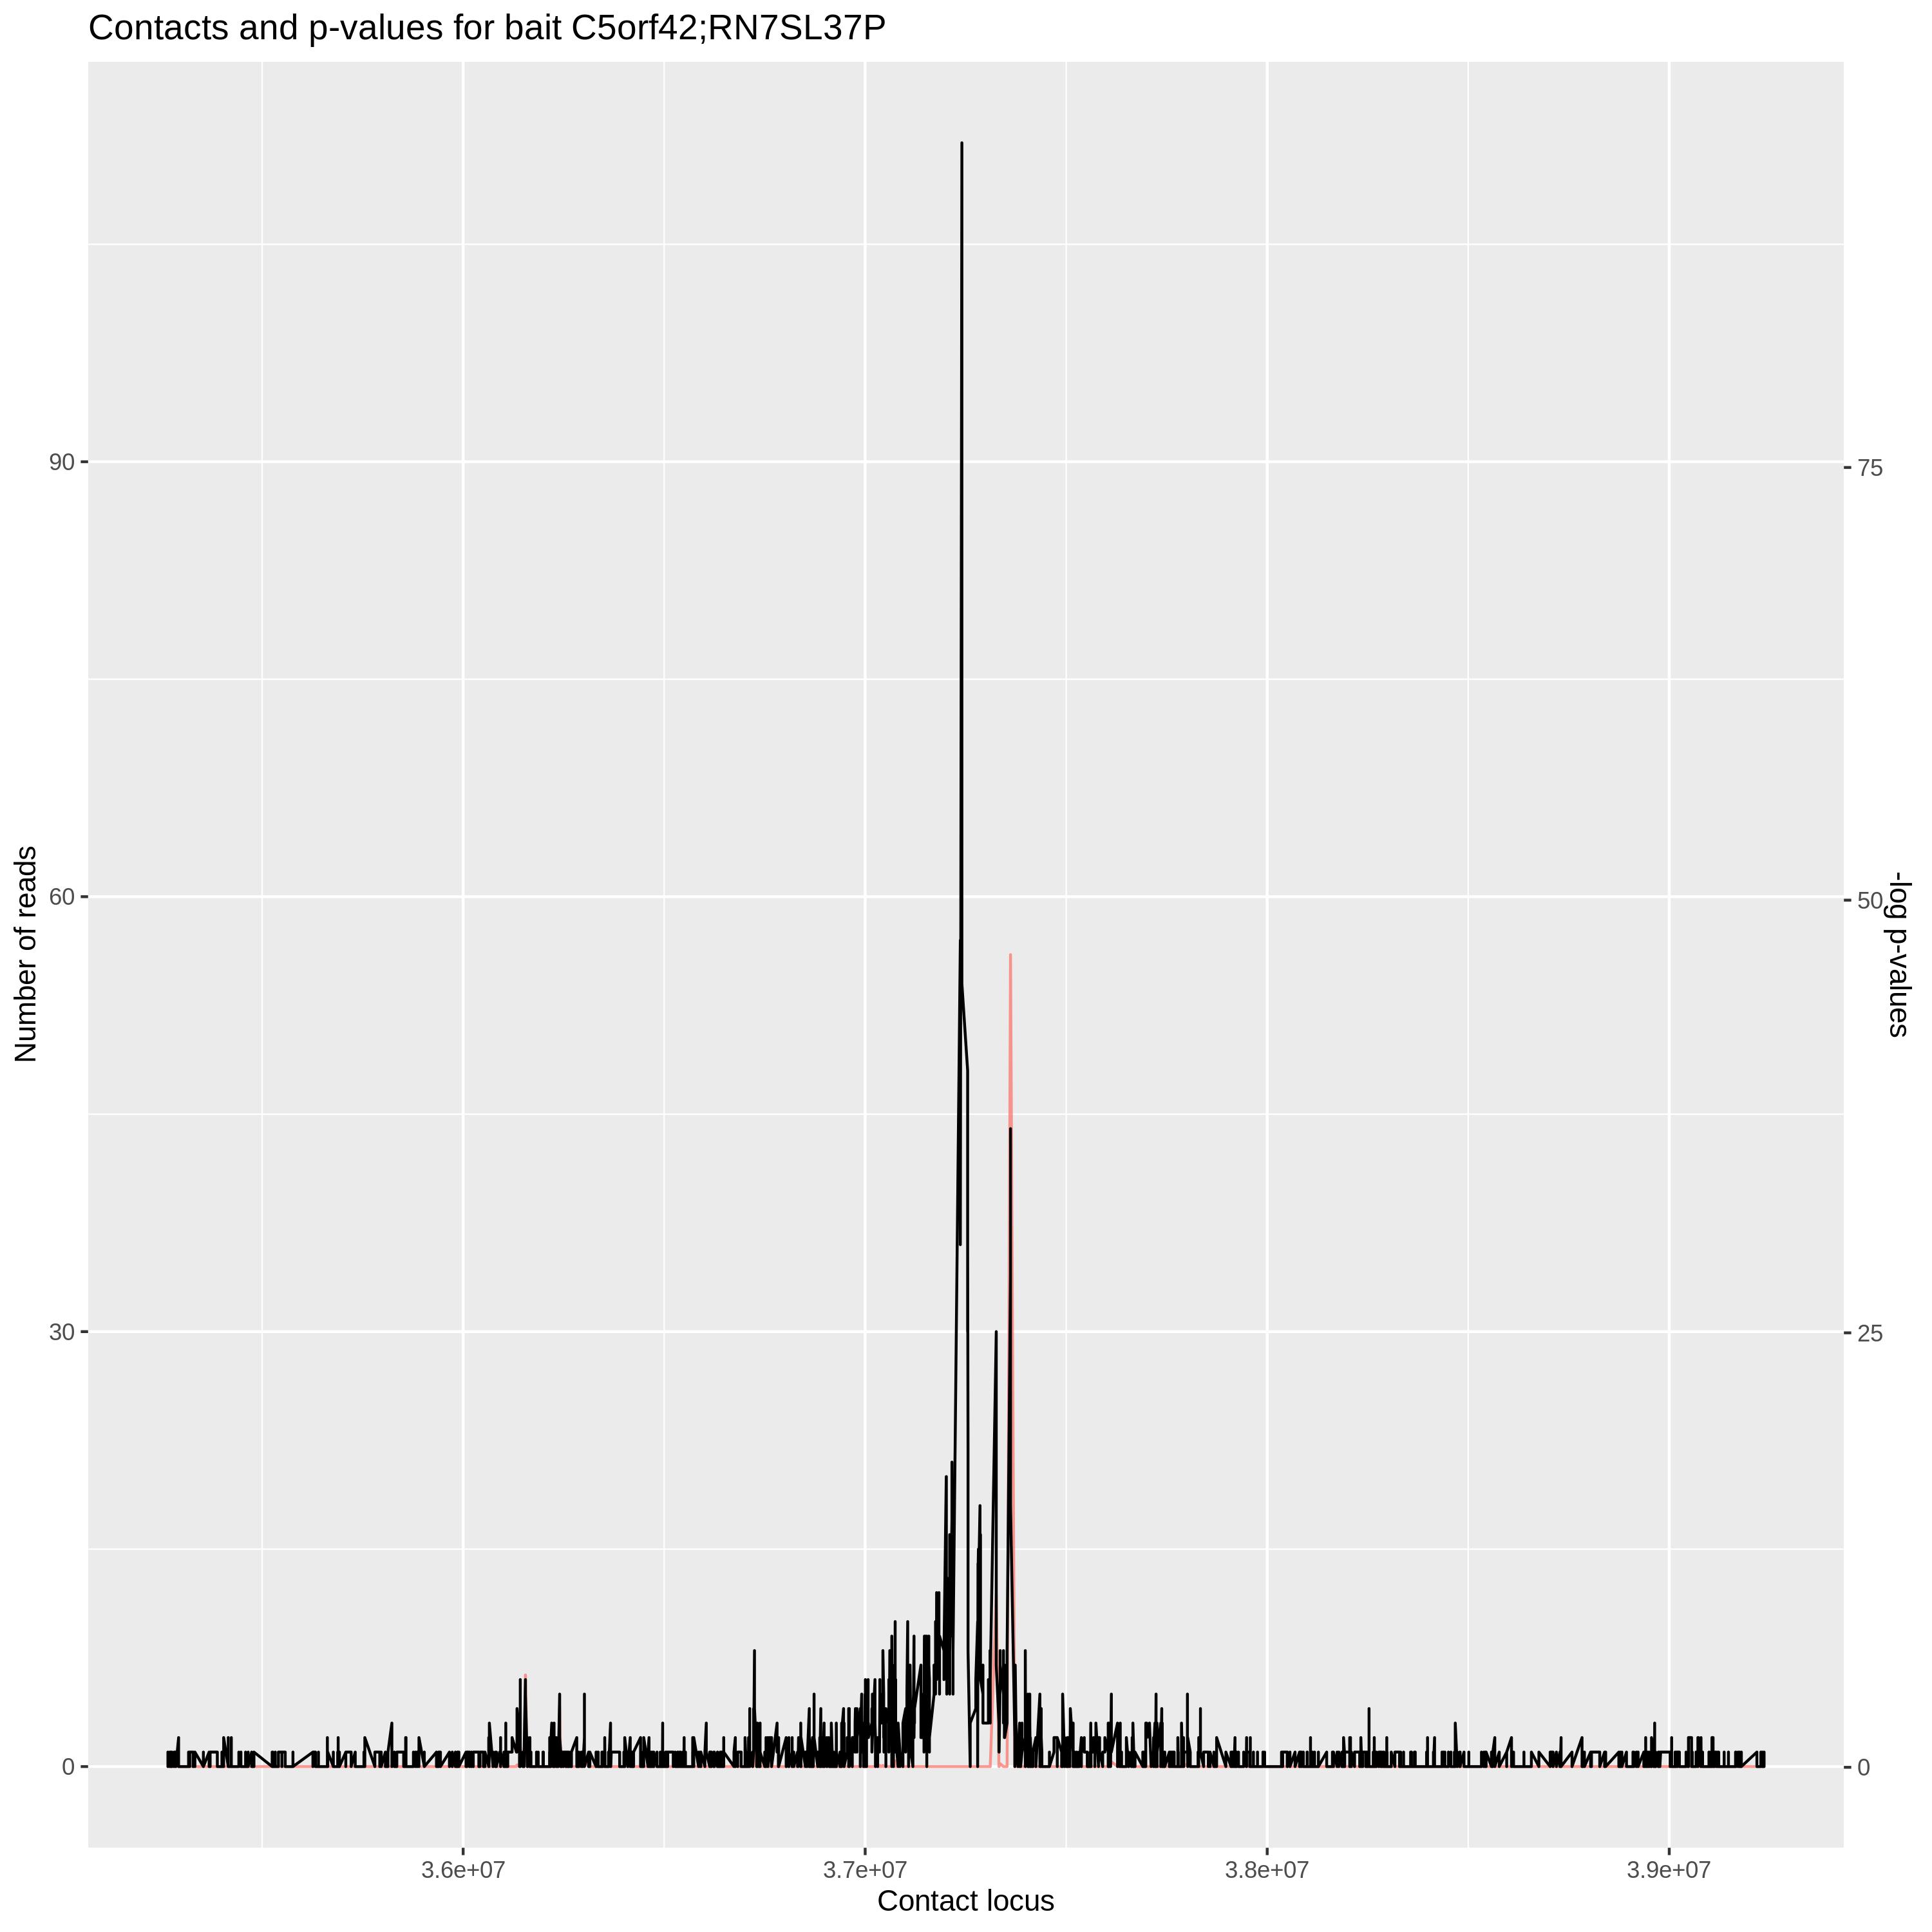 Contacts and p-values for bait C5orf42;RN7SL37P
90
60
30
0
75
50
25
0
Number of reads
-log p-values
3.6e+07
3.7e+07
3.8e+07
3.9e+07
Contact locus